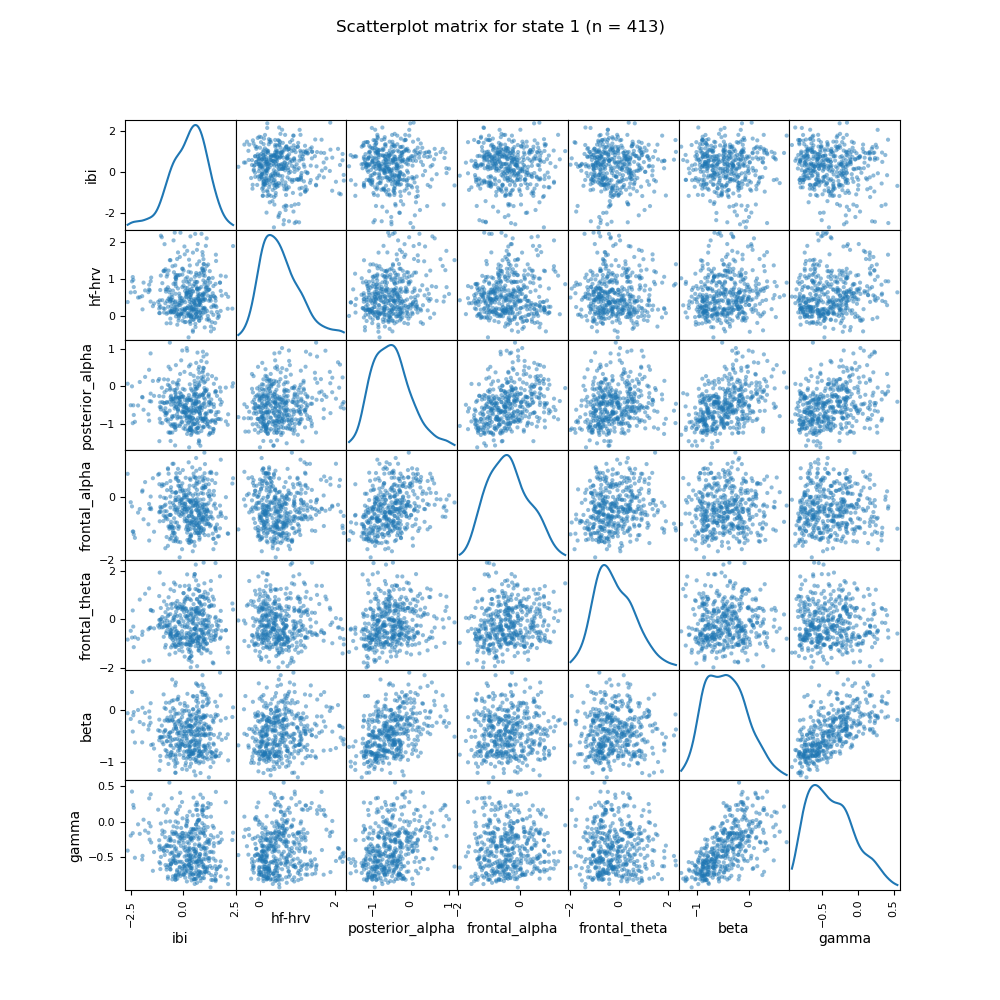 Scatterplot matrix for state 1 (n = 413)
ibi
2
0
−2
hf-hrv
2
1
0
posterior_alpha
1
0
−1
frontal_alpha
0
−2
frontal_theta
2
0
−2
beta
0
−1
gamma
0.5
0.0
−0.5
−2.5 0.0 2.5
ibi
0 2
hf-hrv
−1 0 1
posterior_alpha
−2 0
frontal_alpha
−2 0 2
frontal_theta
−1 0
beta
−0.5 0.0 0.5
gamma